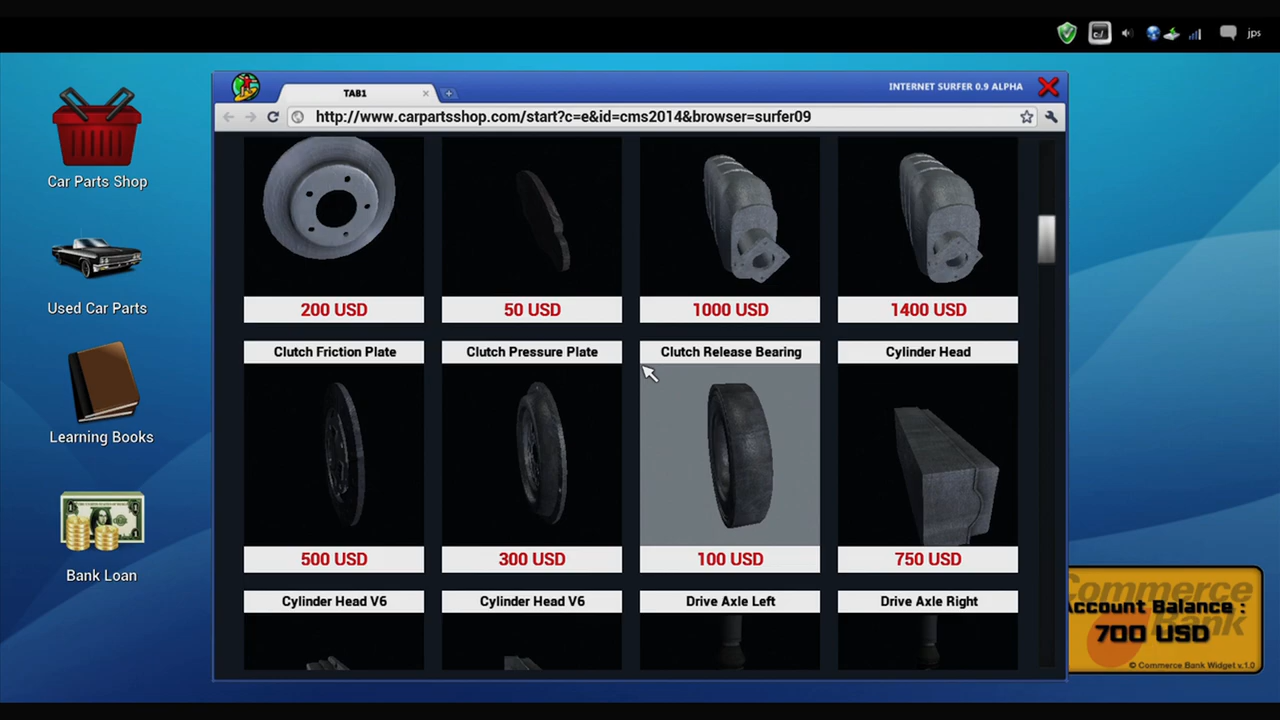 jps
INTERNET SURFER 0.9 ALPHA
TAB1
http://www.carpartsshop.com/start?c=e&id=cms2014&browser=surfer09
Car Parts Shop
Used Car Parts
Learning Books
Bank Loan
200 USD
50 USD
1000 USD
1400 USD
Clutch Friction Plate
Clutch Pressure Plate
Clutch Release Bearing
Cylinder Head
500 USD
300 USD
100 USD
750 USD
Cylinder Head V6
Cylinder Head V6
Drive Axle Left
Drive Axle Right
Commerce
Bank
Account Balance :
700 USD
© Commerce Bank Widget v.1.0